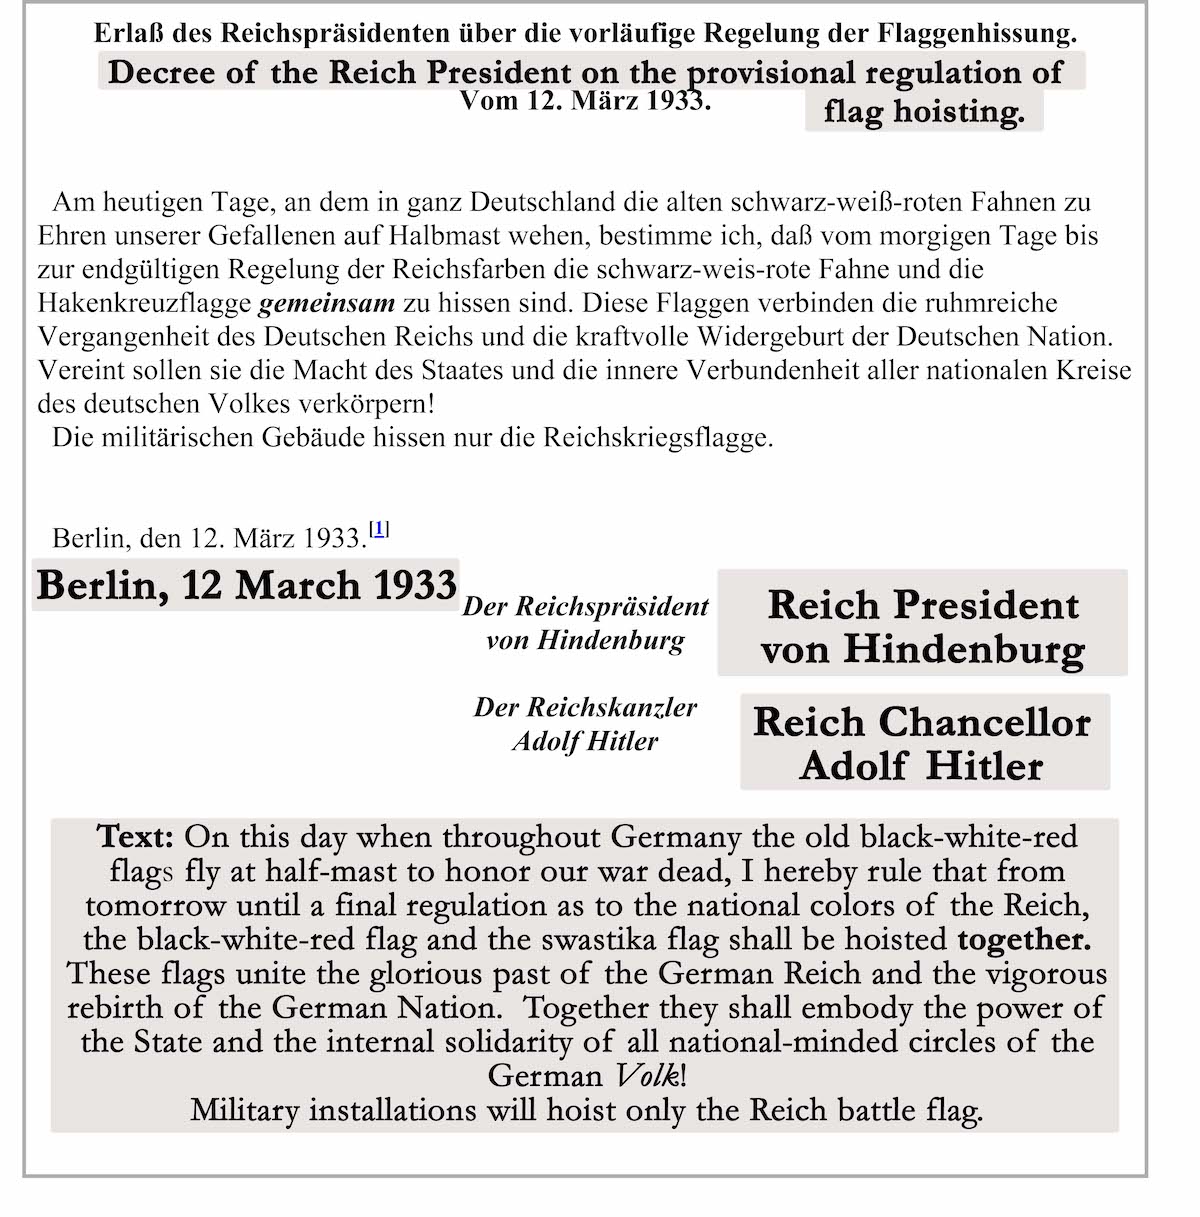 Erlaß des Reichspräsidenten über die vorläufige Regelung der Flaggenhissung.
Decree of the Reich President on the provisional regulation of
flag hoisting.
Vom 12. März 1933.
Am heutigen Tage, an dem in ganz Deutschland die alten schwarz-weiß-roten Fahnen zu
Ehren unserer Gefallenen auf Halbmast wehen, bestimme ich, daß vom morgigen Tage bis
zur endgültigen Regelung der Reichsfarben die schwarz-weis-rote Fahne und die
Hakenkreuzflagge gemeinsam zu hissen sind. Diese Flaggen verbinden die ruhmreiche
Vergangenheit des Deutschen Reichs und die kraftvolle Widergeburt der Deutschen Nation.
Vereint sollen sie die Macht des Staates und die innere Verbundenheit aller nationalen Kreise
des deutschen Volkes verkörpern!
Die militärischen Gebäude hissen nur die Reichskriegsflagge.
Berlin, den 12. März 1933.[1]
Berlin, 12 March 1933
Der Reichspräsident
von Hindenburg
Reich President
von Hindenburg
Der Reichskanzler
Adolf Hitler
Reich Chancellor
Adolf Hitler
Text: On this day when throughout Germany the old black-white-red
flags fly at half-mast to honor our war dead, I hereby rule that from
tomorrow until a final regulation as to the national colors of the Reich,
the black-white-red flag and the swastika flag shall be hoisted together.
These flags unite the glorious past of the German Reich and the vigorous
rebirth of the German Nation. Together they shall embody the power of
the State and the internal solidarity of all national-minded circles of the
German Volk!
Military installations will hoist only the Reich battle flag.